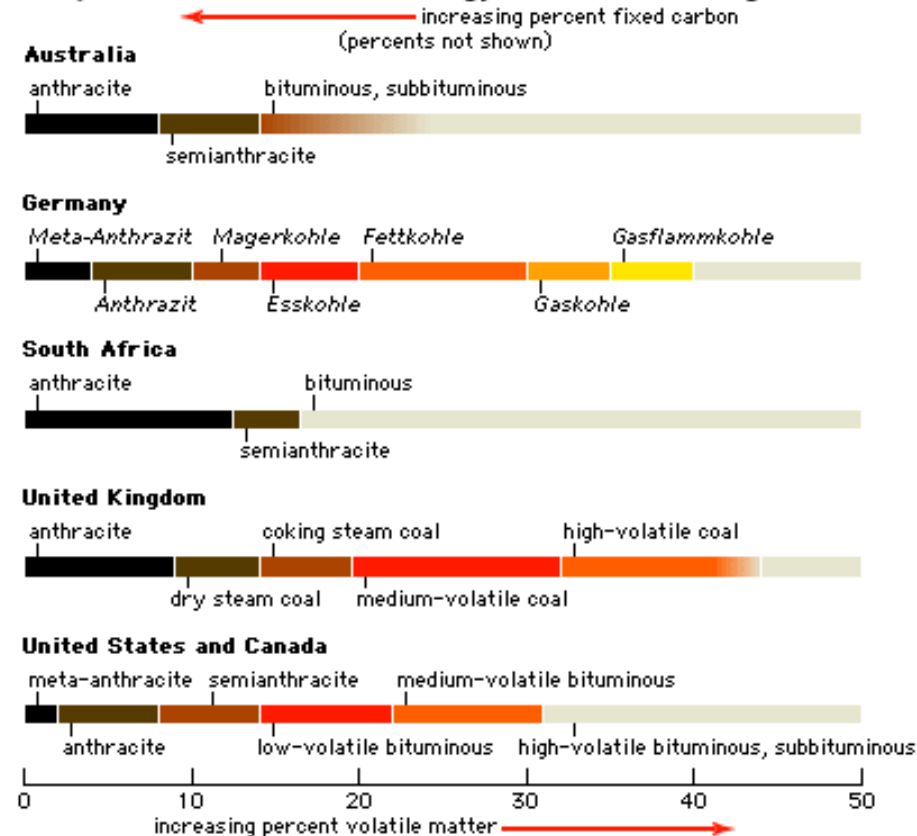 increasing percent fixed carbon
(percents not shown)
Australia
anthracite
bituminous, subbituminous
semianthracite
Germany
Meta-Anthrazit
Magerkohle
Fettkohle
Gasflammkohle
Anthrazit
Esskohle
Gaskohle
South Africa
anthracite
bituminous
semianthracite
United Kingdom
anthracite
coking steam coal
high-volatile coal
dry steam coal
medium-volatile coal
United States and Canada
meta-anthracite
semianthracite
medium-volatile bituminous
anthracite
low-volatile bituminous
high-volatile bituminous, subbituminous
0 10 20 30 40 50
increasing percent volatile matter